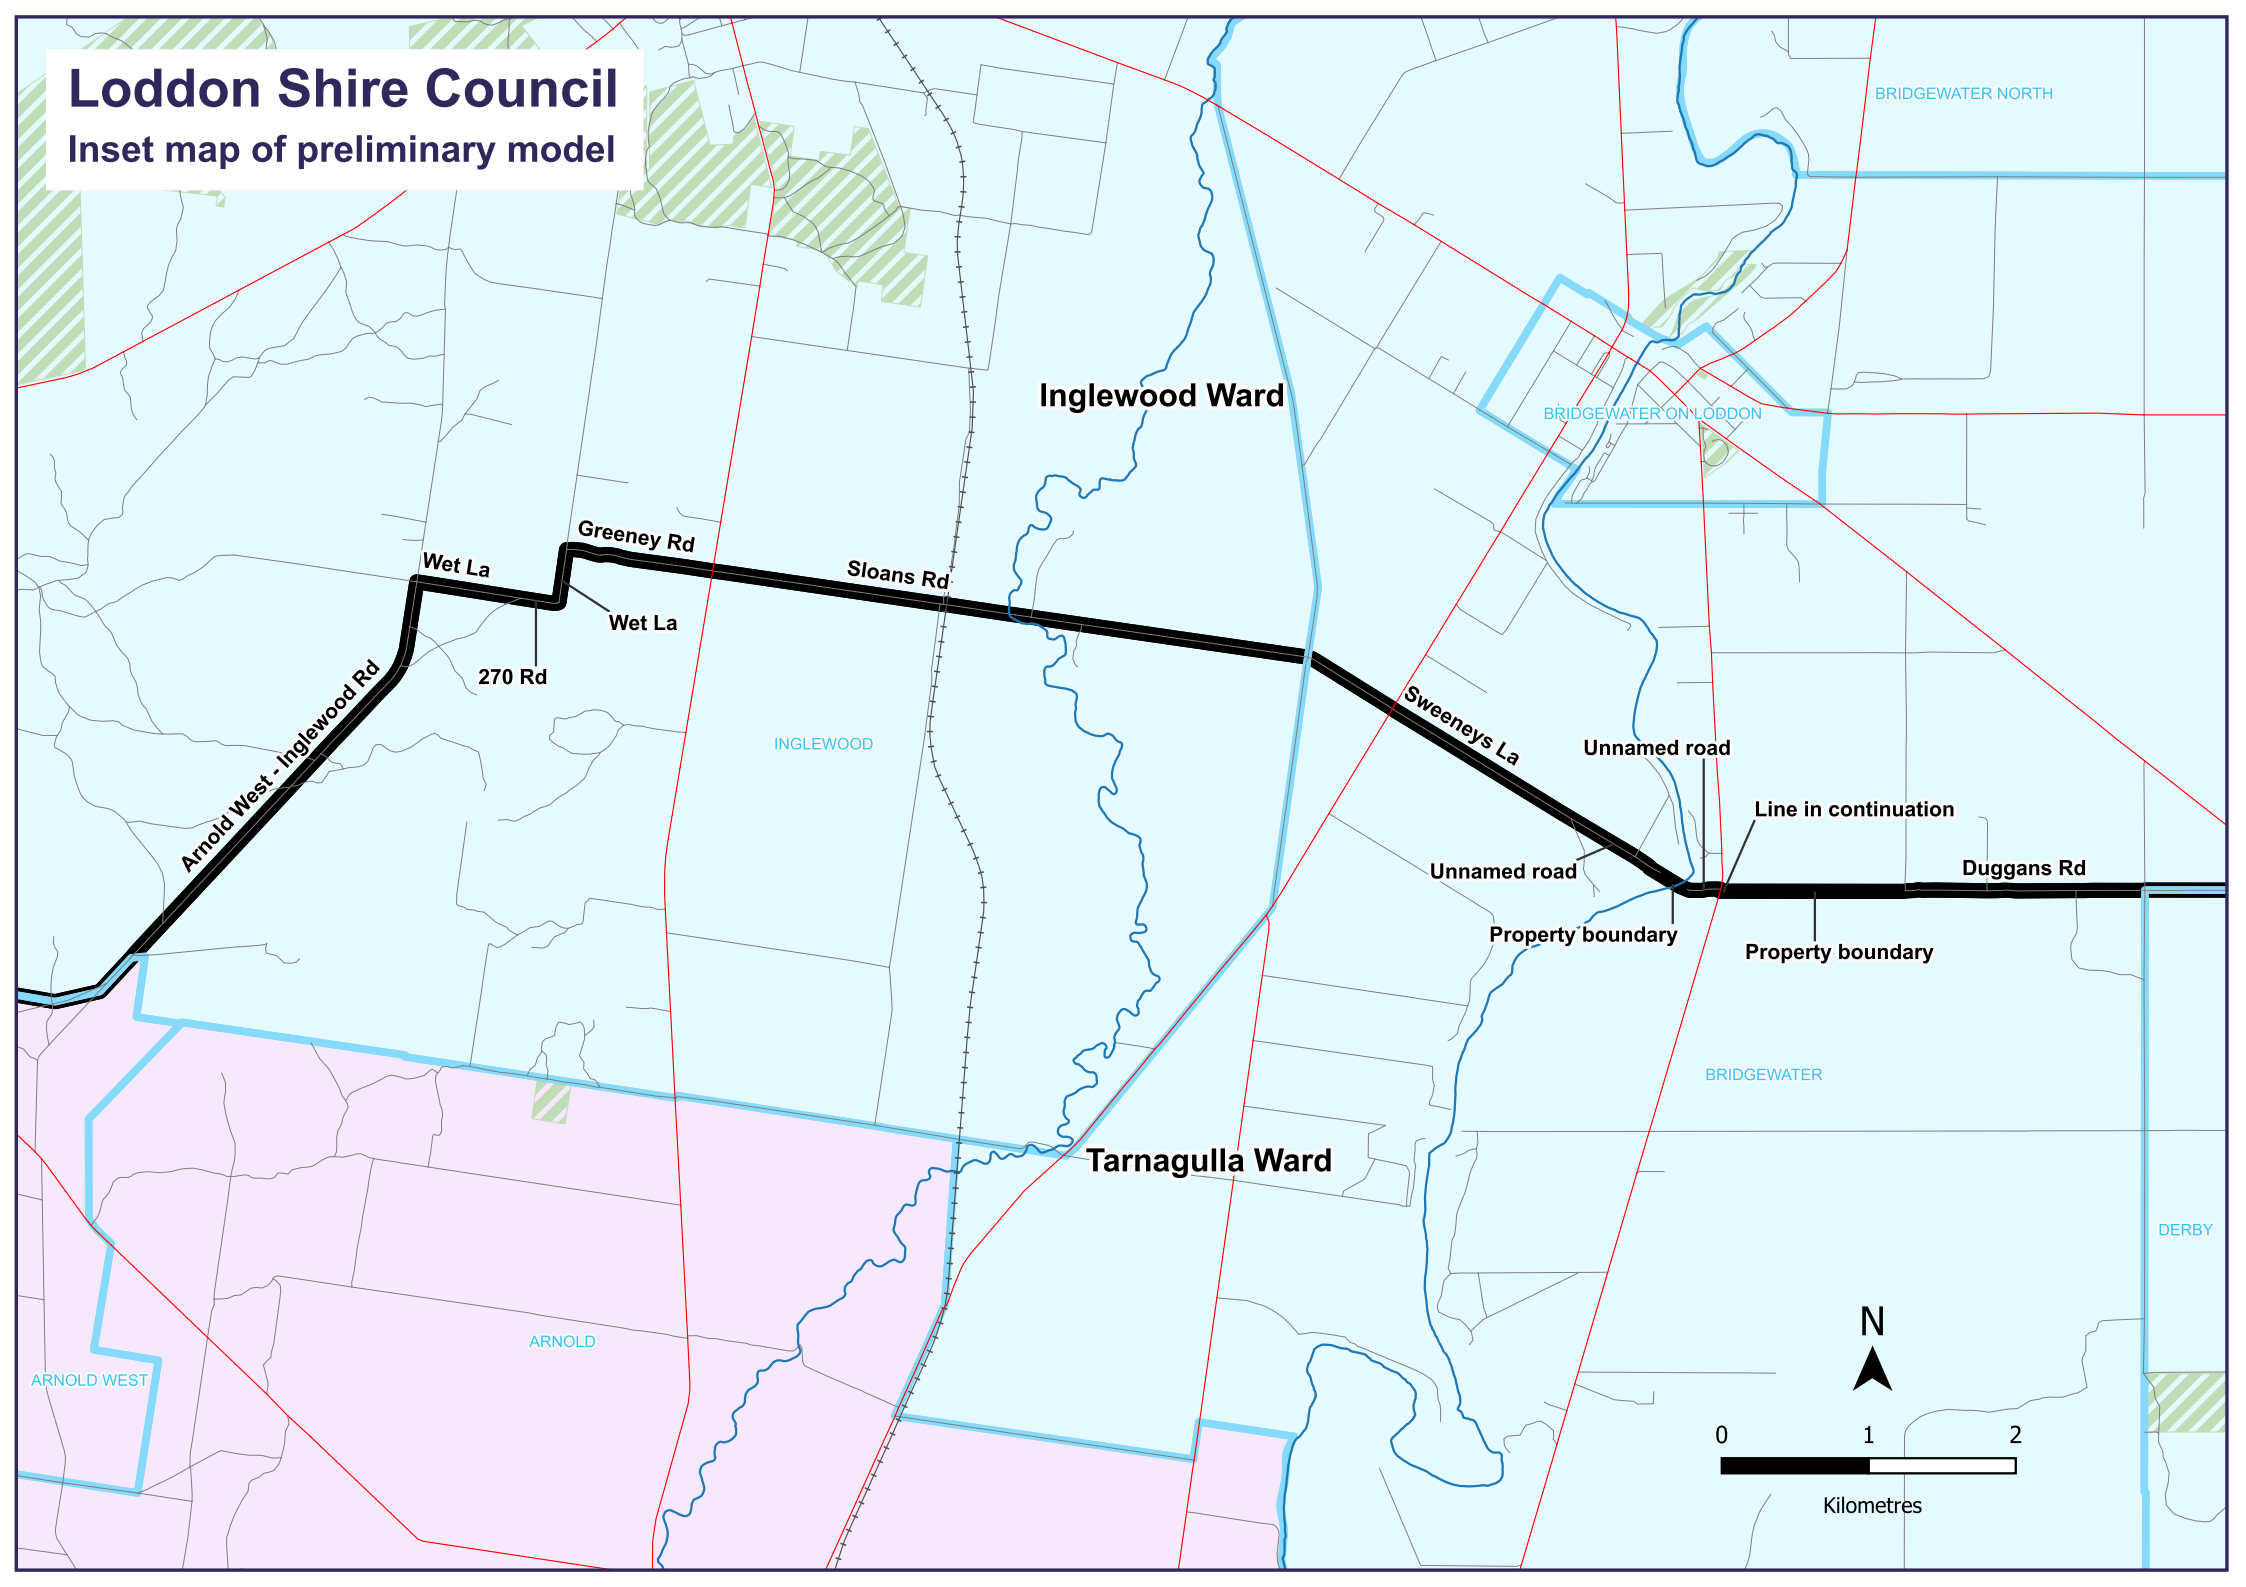 Loddon Shire Council
Inset map of preliminary model
BRIDGEWATER NORTH
Inglewood Ward
BRIDGEWATER ON LODDON
Greeney Rd
Wet La
Sloans Rd
Wet La
270 Rd
Arnold West - Inglewood Rd
Sweeneys La
INGLEWOOD
Unnamed road
Line in continuation
Unnamed road
Duggans Rd
Property boundary
Property boundary
BRIDGEWATER
Tarnagulla Ward
DERBY
ARNOLD
ARNOLD WEST
N
0 1 2
Kilometres